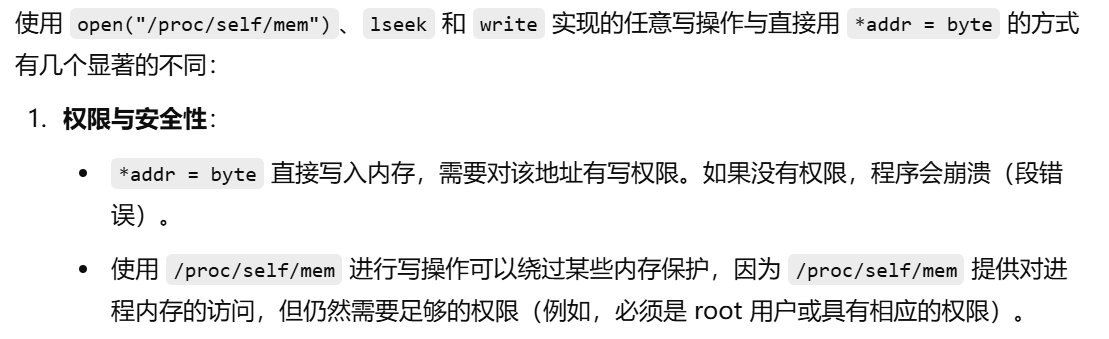 使用 open("/proc/self/mem")、lseek 和 write 实现的任意写操作与直接用 *addr = byte 的方式
有几个显著的不同：
1. 权限与安全性：
• *addr = byte 直接写入内存，需要对该地址有写权限。如果没有权限，程序会崩溃（段错
误）。
• 使用 /proc/self/mem 进行写操作可以绕过某些内存保护，因为 /proc/self/mem 提供对进
程内存的访问，但仍然需要足够的权限（例如，必须是 root 用户或具有相应的权限）。